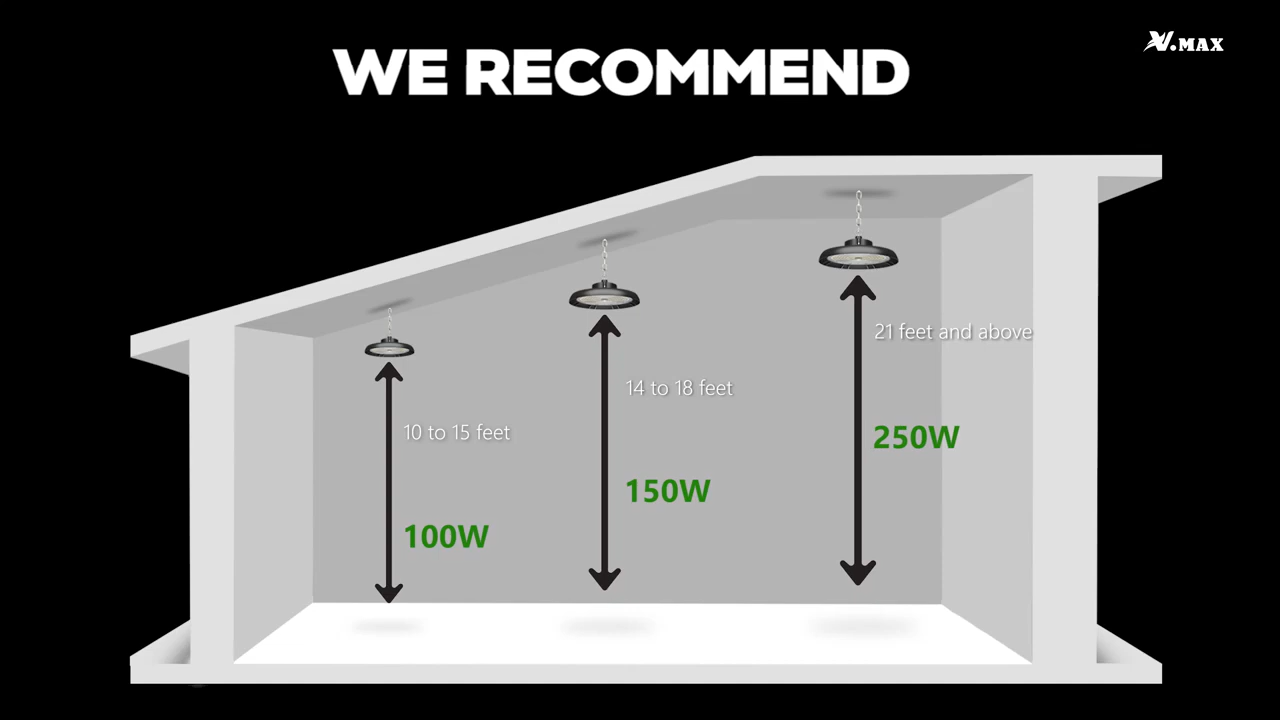 WE RECOMMEND
V.MAX
21 feet and above
14 to 18 feet
10 to 15 feet
250W
150W
100W